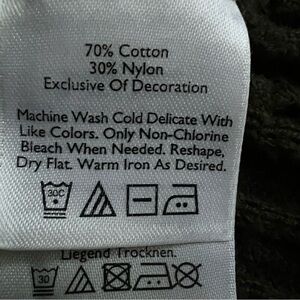 70% Cotton
30% Nylon
Exclusive Of Decoration
Machine Wash Cold Delicate With
Like Colors. Only Non-Chlorine
Bleach When Needed. Reshape,
Dry Flat. Warm Iron As Desired.
30C
Liegend Trocknen.
30